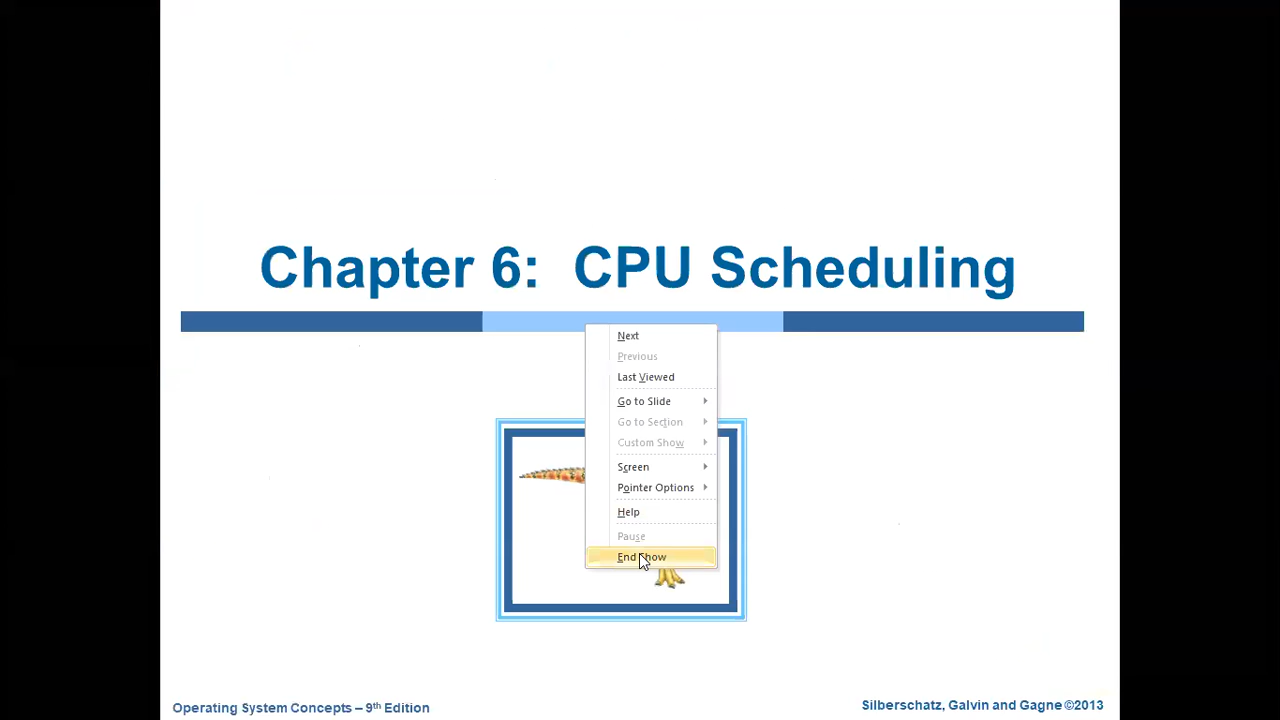 Chapter 6: CPU Scheduling
Next
Previous
Last Viewed
Go to Slide
Go to Section
Custom Show
Screen
Pointer Options
Help
Pause
End Show
Operating System Concepts – 9th Edition
Silberschatz, Galvin and Gagne ©2013